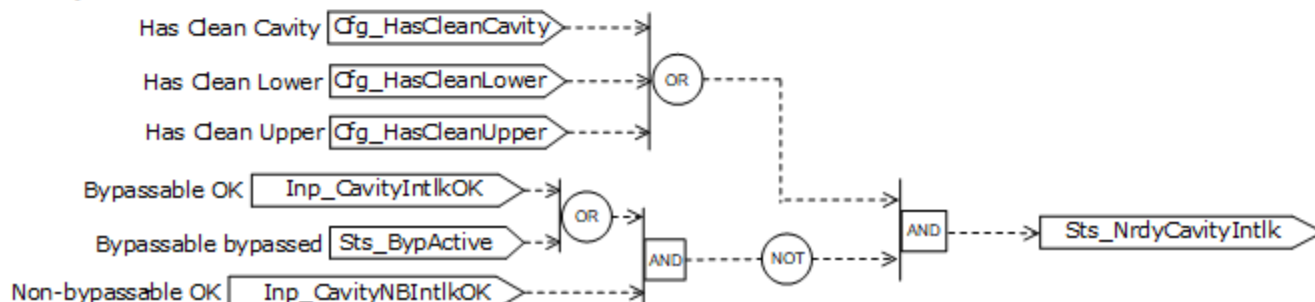 Has Clean Cavity Cfg_HasCleanCavity
Has Clean Lower Cfg_HasCleanLower
OR
Has Clean Upper Cfg_HasCleanUpper
Bypassable OK Inp_CavityIntlkOK
OR
Bypassable bypassed Sts_BypActive
AND
NOT
AND
Sts_NrdyCavityIntlk
Non-bypassable OK Inp_CavityNBIntlkOK